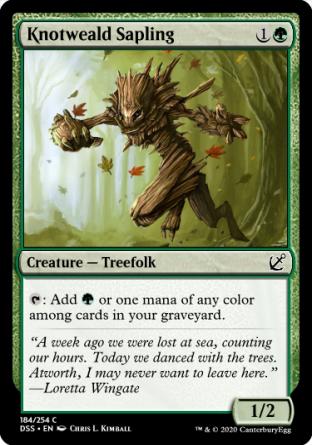 Knotweald Sapling 1
Creature — Treefolk
: Add or one mana of any color
among cards in your graveyard.
“A week ago we were lost at sea, counting
our hours. Today we danced with the trees.
Atworth, I may never want to leave here.”
—Loretta Wingate
1/2
184/254 C
DSS • EN Chris L. Kimball
™ & © 2020 CanterburyEgg